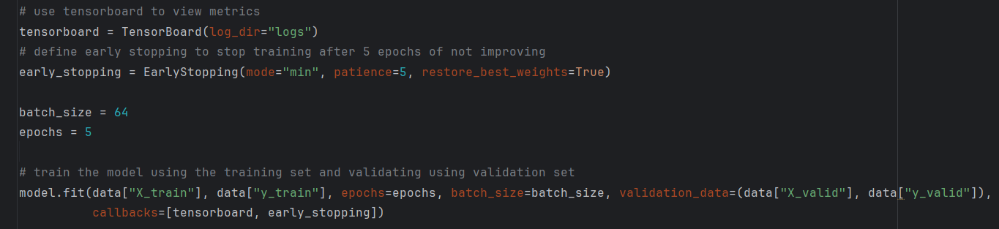 # use tensorboard to view metrics
tensorboard = TensorBoard(log_dir="logs")
# define early stopping to stop training after 5 epochs of not improving
early_stopping = EarlyStopping(mode="min", patience=5, restore_best_weights=True)
batch_size = 64
epochs = 5
# train the model using the training set and validating using validation set
model.fit(data["X_train"], data["y_train"], epochs=epochs, batch_size=batch_size, validation_data=(data["X_valid"], data["y_valid"]),
callbacks=[tensorboard, early_stopping])